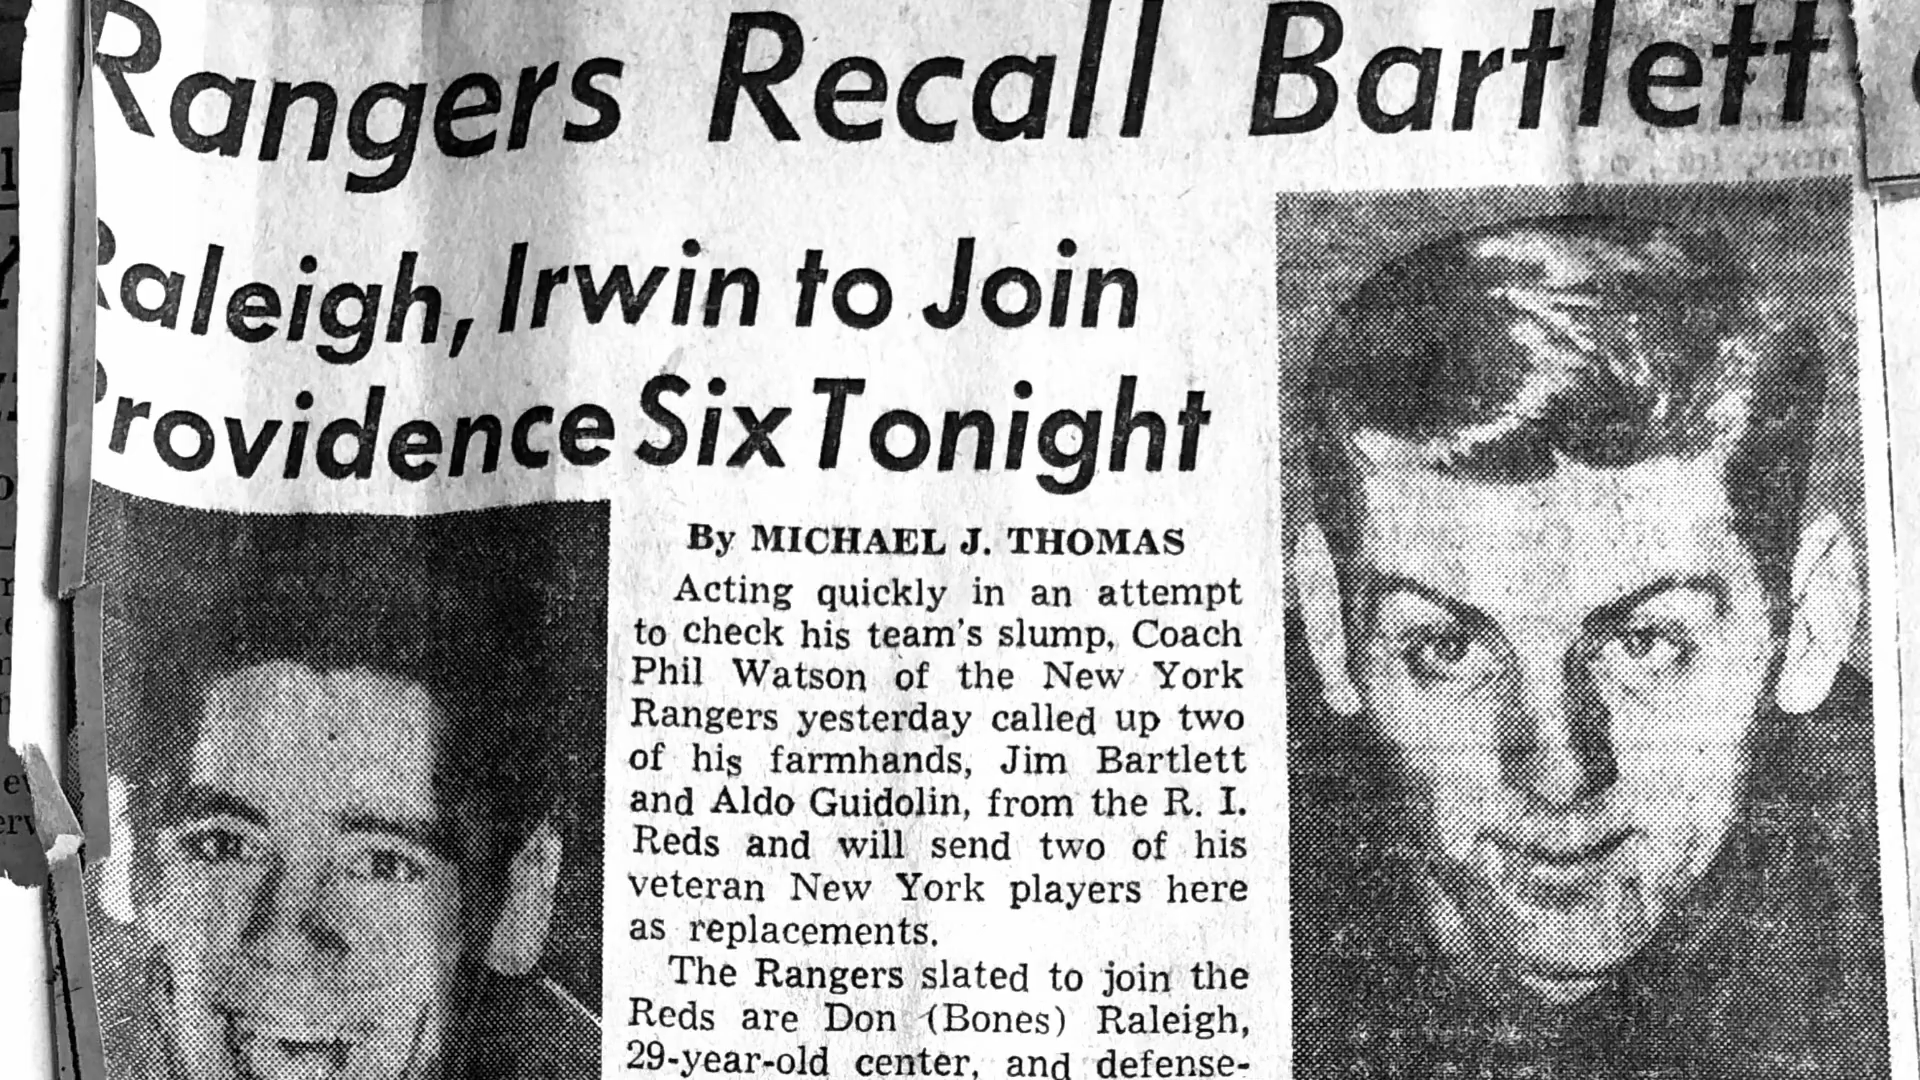 Rangers Recall Bartlett
Raleigh, Irwin to Join
Providence Six Tonight
By MICHAEL J. THOMAS
Acting quickly in an attempt
to check his team's slump, Coach
Phil Watson of the New York
Rangers yesterday called up two
of his farmhands, Jim Bartlett
and Aldo Guidolin, from the R. I.
Reds and will send two of his
veteran New York players here
as replacements.
The Rangers slated to join the
Reds are Don (Bones) Raleigh,
29-year-old center, and defense-